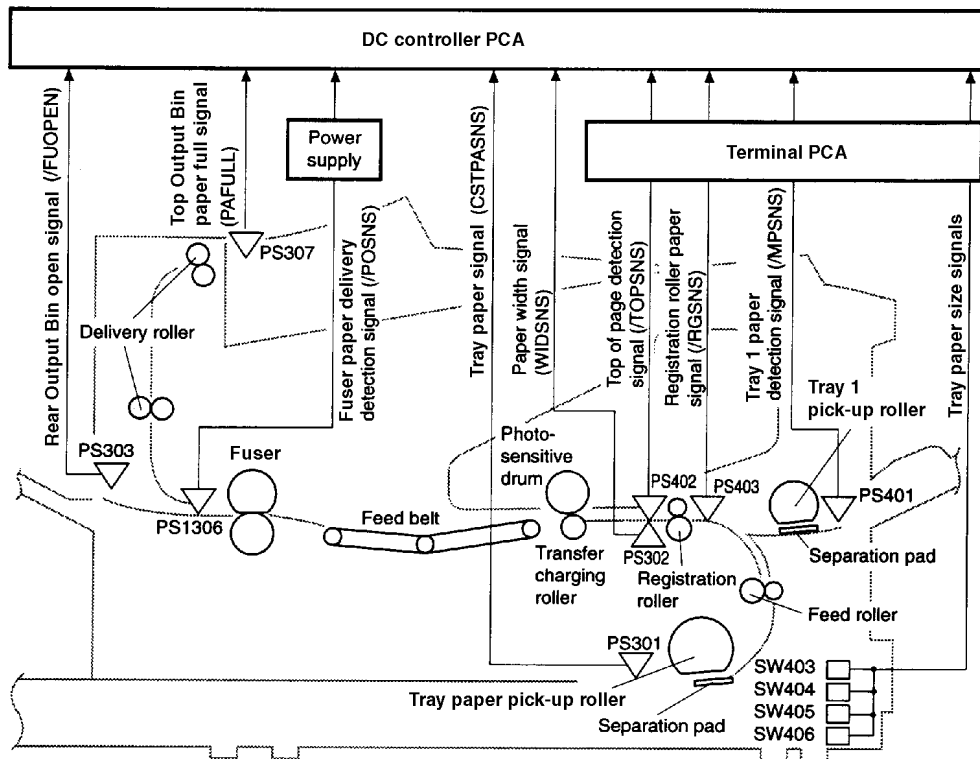 DC controller PCA
Power
supply
Terminal PCA
Rear Output Bin open signal (/FUOPEN)
Top Output Bin
paper full signal
(PAFULL)
Fuser paper delivery
detection signal (/POSNS)
Tray paper signal (CSTPASNS)
Paper width signal
(WIDSNS)
Top of page detection
signal (/TOPSNS)
Registration roller paper
signal (/RGSNS)
Tray 1 paper
detection signal (/MPSNS)
Tray paper size signals
PS307
Delivery roller
Tray 1
pick-up roller
PS303
Fuser
Photo-
sensitive
drum
PS402
PS403
PS401
PS1306
Feed belt
PS302
Separation pad
Transfer
charging
roller
Registration
roller
Feed roller
PS301
SW403
SW404
SW405
SW406
Tray paper pick-up roller
Separation pad